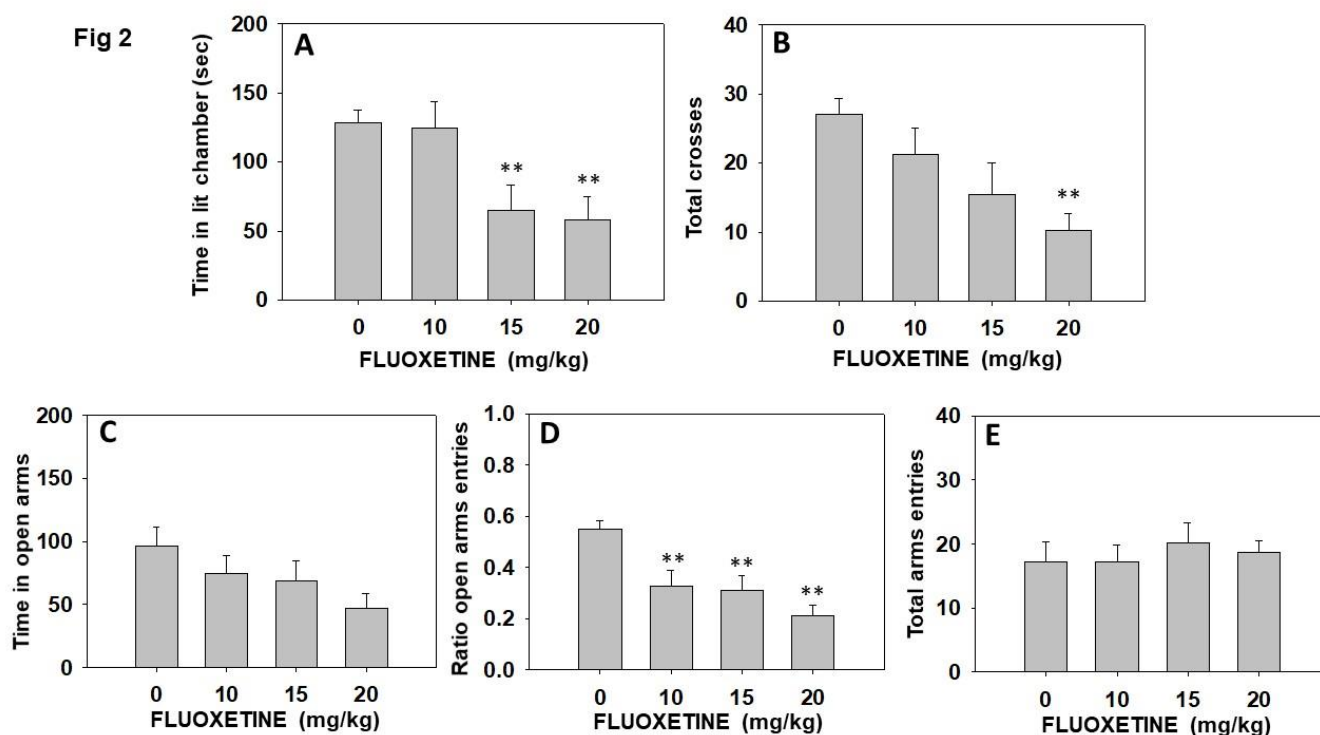 Fig 2
A
Time in lit chamber (sec)
200
150
100
50
0
**
**
0 10 15 20
FLUOXETINE (mg/kg)
B
Total crosses
40
30
20
10
0
**
0 10 15 20
FLUOXETINE (mg/kg)
C
Time in open arms
200
150
100
50
0
0 10 15 20
FLUOXETINE (mg/kg)
D
Ratio open arms entries
1.0
0.8
0.6
0.4
0.2
0.0
**
**
**
0 10 15 20
FLUOXETINE (mg/kg)
E
Total arms entries
40
30
20
10
0
0 10 15 20
FLUOXETINE (mg/kg)